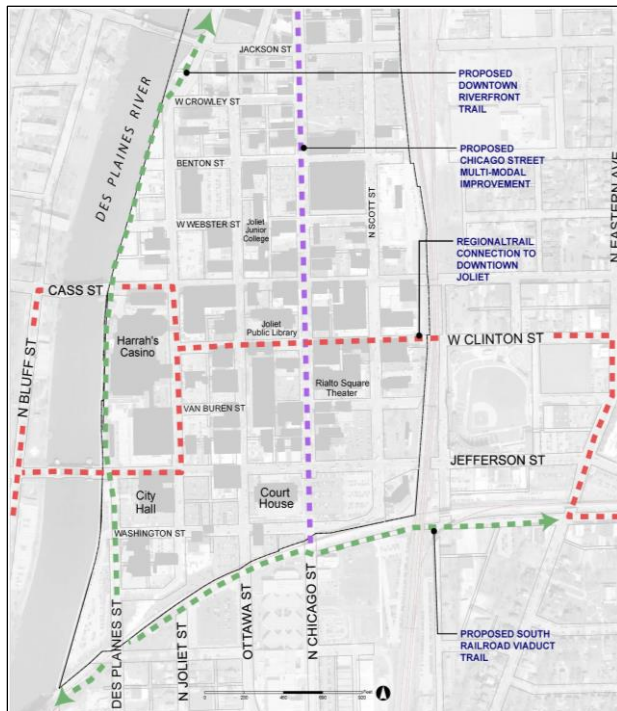 JACKSON ST
PROPOSED
DOWNTOWN
RIVERFRONT
TRAIL
W CROWLEY ST
DES PLAINES RIVER
PROPOSED
CHICAGO STREET
MULTI-MODAL
IMPROVEMENT
BENTON ST
N SCOTT ST
N EASTERN AVE
W WEBSTER ST
Joliet
Junior
College
REGIONALTRAIL
CONNECTION TO
DOWNTIOWN
JOLIET
CASS ST
Harrah's
Casino
Joliet
Public Library
W CLINTON ST
N BLUFF ST
Rialto Square
Theater
VAN BUREN ST
JEFFERSON ST
City
Hall
Court
House
WASHINGTON ST
DES PLAINES ST
N JOLIET ST
OTTAWA ST
N CHICAGO ST
PROPOSED SOUTH
RAILROAD VIADUCT
TRAIL
0